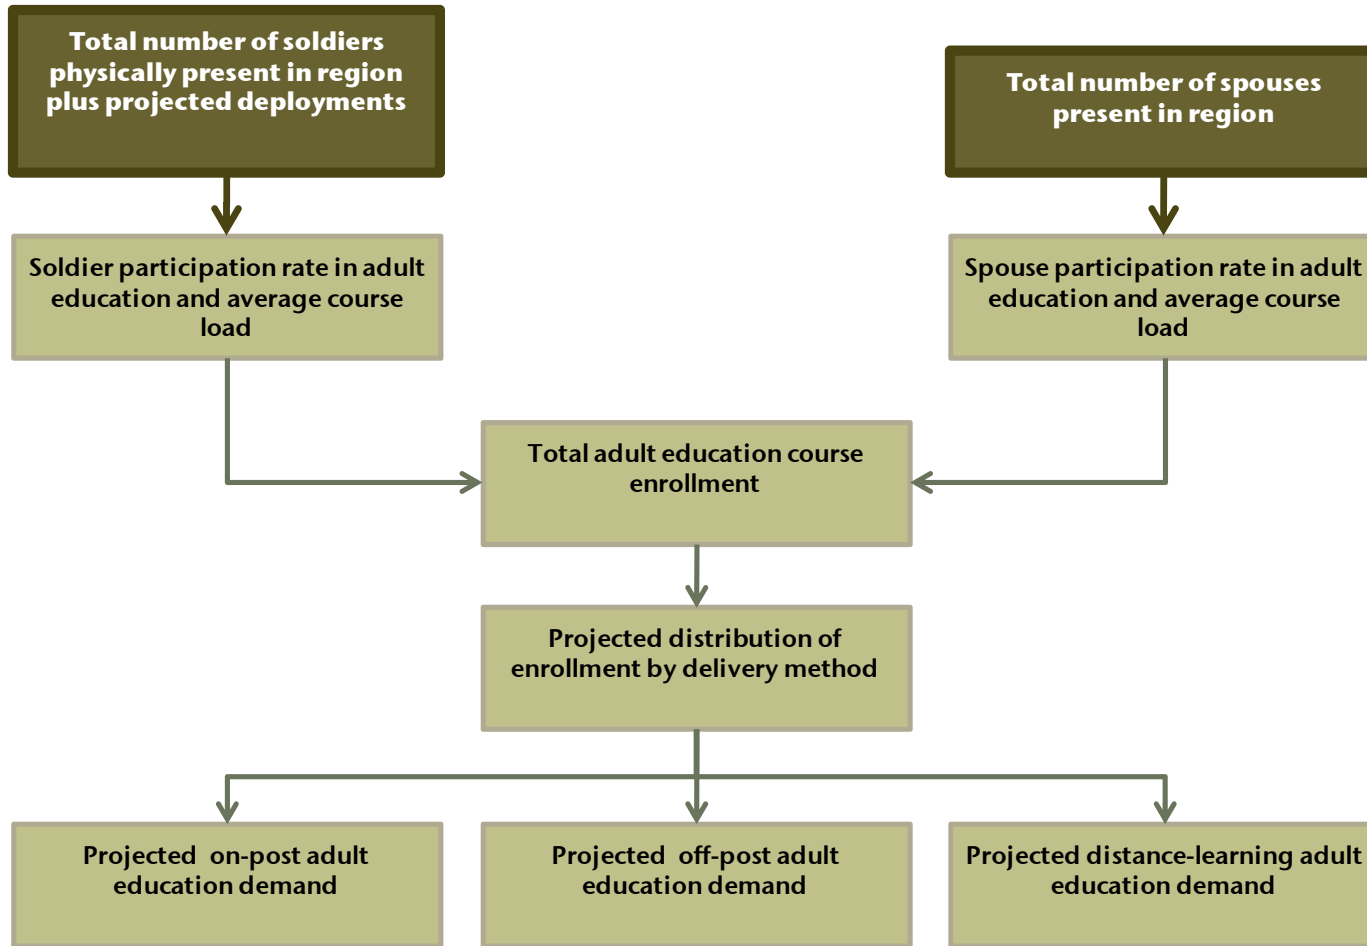 Total number of soldiers
physically present in region
plus projected deployments
Total number of spouses
present in region
Soldier participation rate in adult
education and average course
load
Spouse participation rate in adult
education and average course
load
Total adult education course
enrollment
Projected distribution of
enrollment by delivery method
Projected  on-post adult
education demand
Projected  off-post adult
education demand
Projected distance-learning adult
education demand